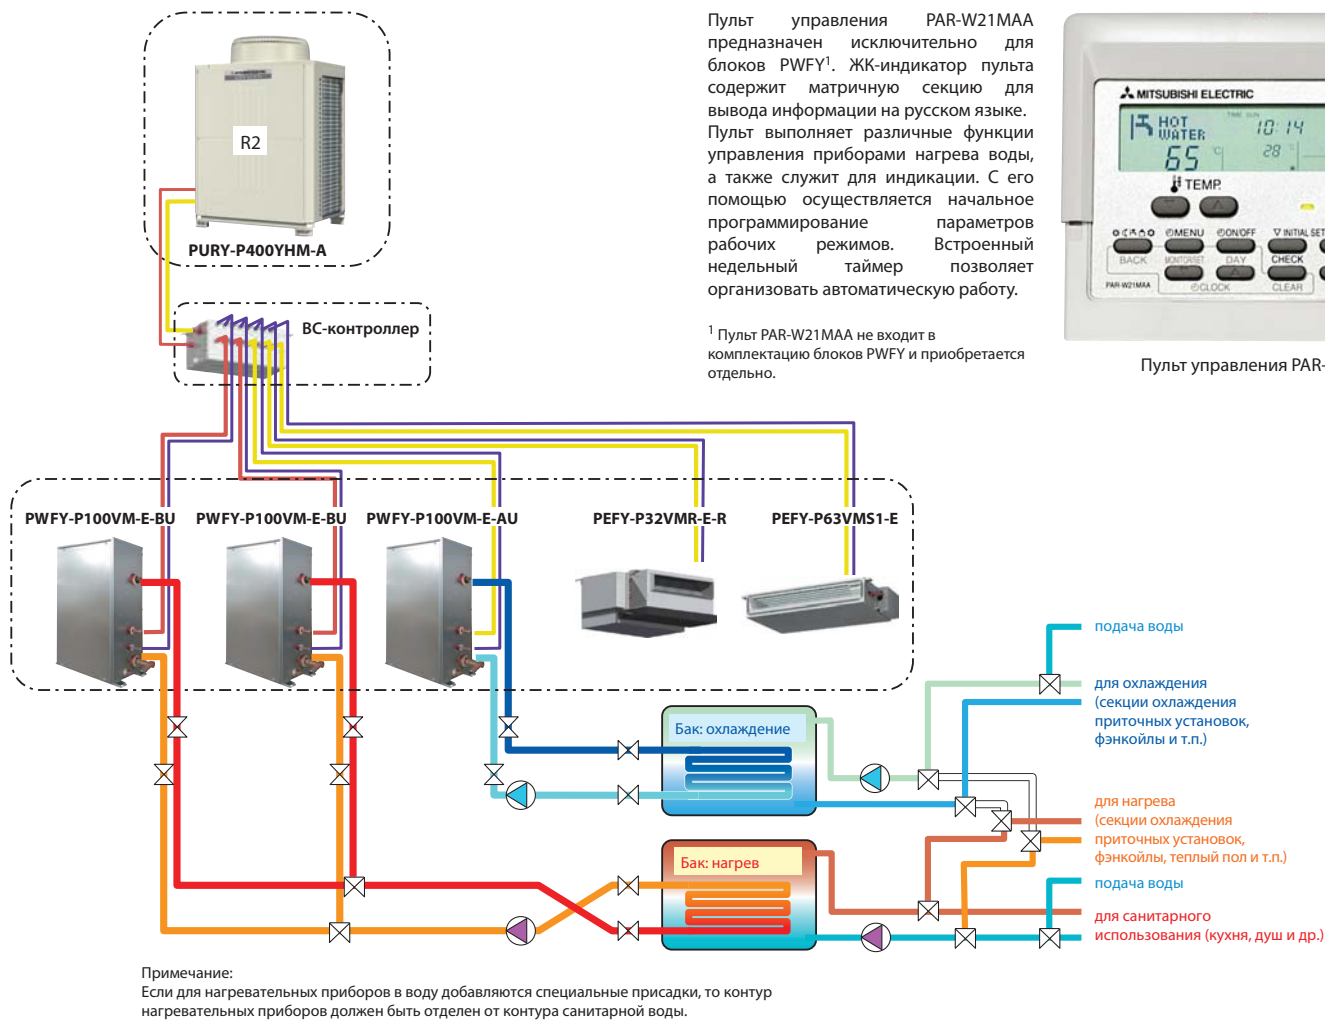 Пульт управления PAR-W21MAA
предназначен исключительно для
блоков PWFY1. ЖК-индикатор пульта
содержит матричную секцию для
вывода информации на русском языке.
Пульт выполняет различные функции
управления приборами нагрева воды,
а также служит для индикации. С его
помощью осуществляется начальное
программирование параметров
рабочих режимов. Встроенный
недельный таймер позволяет
организовать автоматическую работу.
1 Пульт PAR-W21MAA не входит в
комплектацию блоков PWFY и приобретается
отдельно.
MITSUBISHI ELECTRIC
HOT
WATER
TIME SUN
10:14
65 °C
28 °C
TEMP.
MENU
ON/OFF
INITIAL SET
BACK
MONITOR/SET
DAY
CHECK
PAR-W21MAA
CLOCK
CLEAR
Пульт управления PAR-
R2
PURY-P400YHM-A
BC-контроллер
PWFY-P100VM-E-BU
PWFY-P100VM-E-BU
PWFY-P100VM-E-AU
PEFY-P32VMR-E-R
PEFY-P63VMS1-E
подача воды
для охлаждения
(секции охлаждения
приточных установок,
фэнкойлы и т.п.)
Бак: охлаждение
для нагрева
(секции охлаждения
приточных установок,
фэнкойлы, теплый пол и т.п.)
Бак: нагрев
подача воды
для санитарного
использования (кухня, душ и др.)
Примечание:
Если для нагревательных приборов в воду добавляются специальные присадки, то контур
нагревательных приборов должен быть отделен от контура санитарной воды.